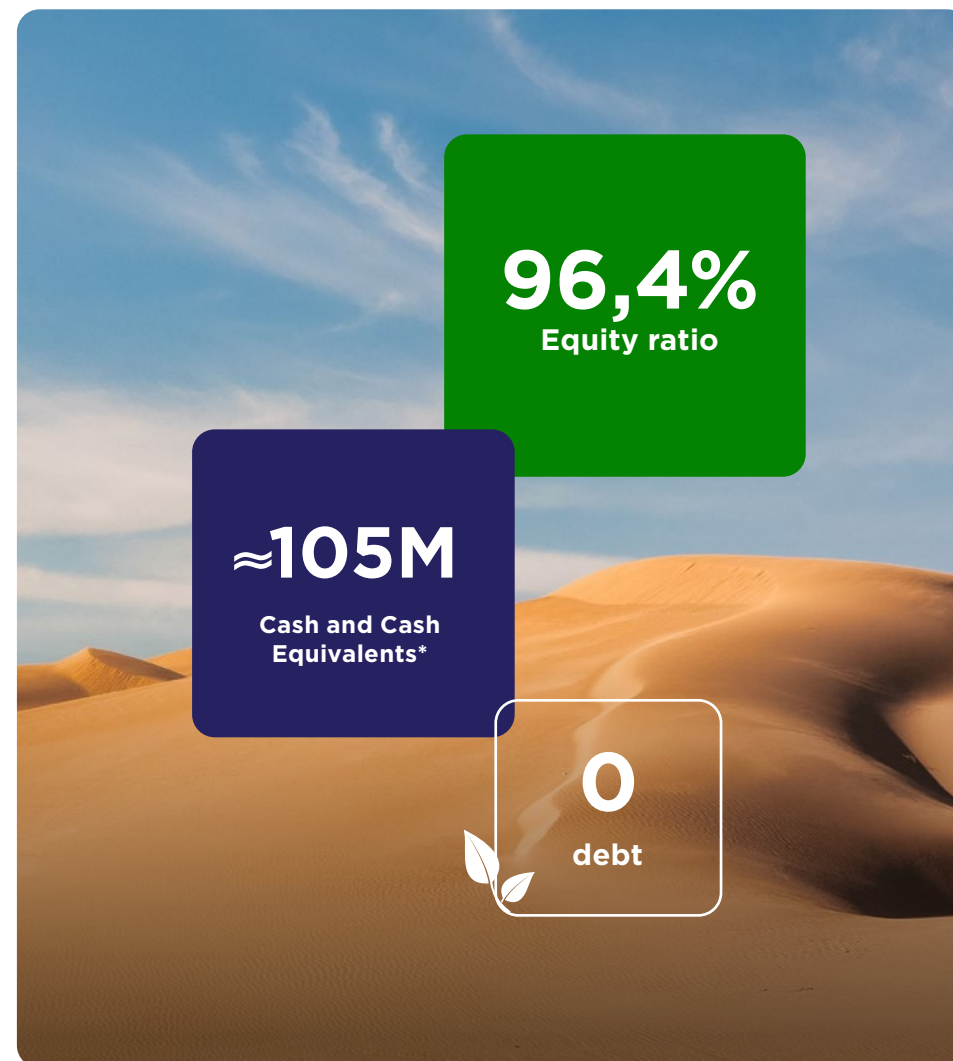 96,4%
Equity ratio
≈105M
Cash and Cash
Equivalents*
0
debt